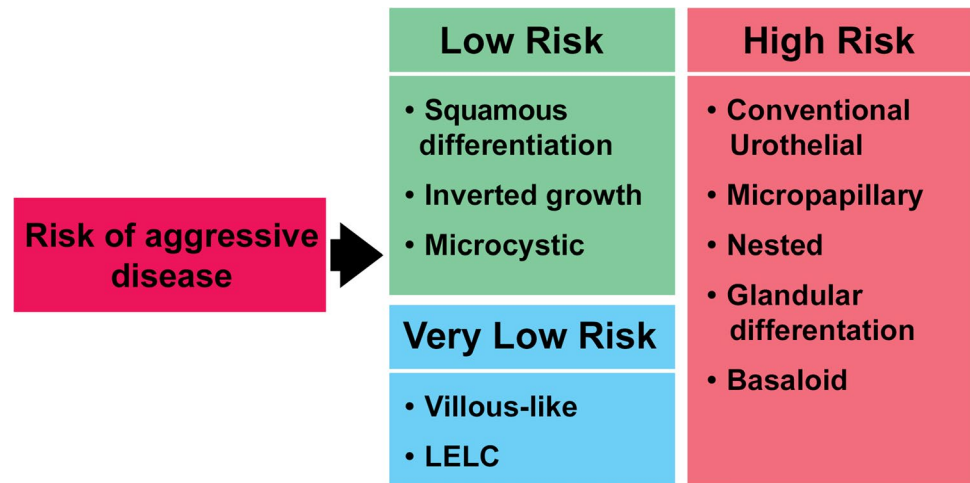 Risk of aggressive
disease
Low Risk
• Squamous
differentiation
• Inverted growth
• Microcystic
Very Low Risk
• Villous-like
• LELC
High Risk
• Conventional
Urothelial
• Micropapillary
• Nested
• Glandular
differentation
• Basaloid